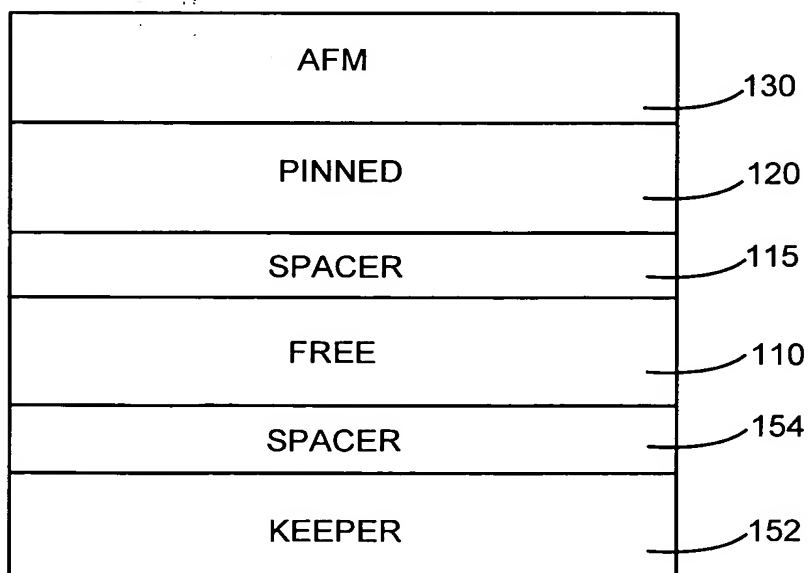 AFM
130
PINNED
120
SPACER
115
FREE
110
SPACER
154
KEEPER
152